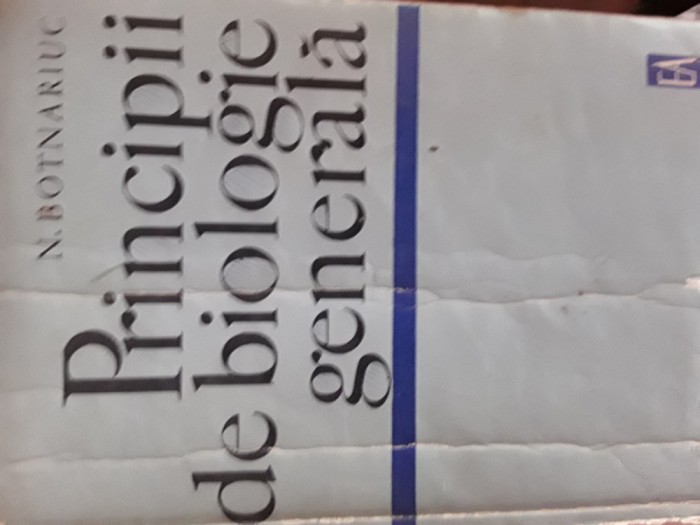 N. BOTNARIUC
Principii
de biologie
generală
EA